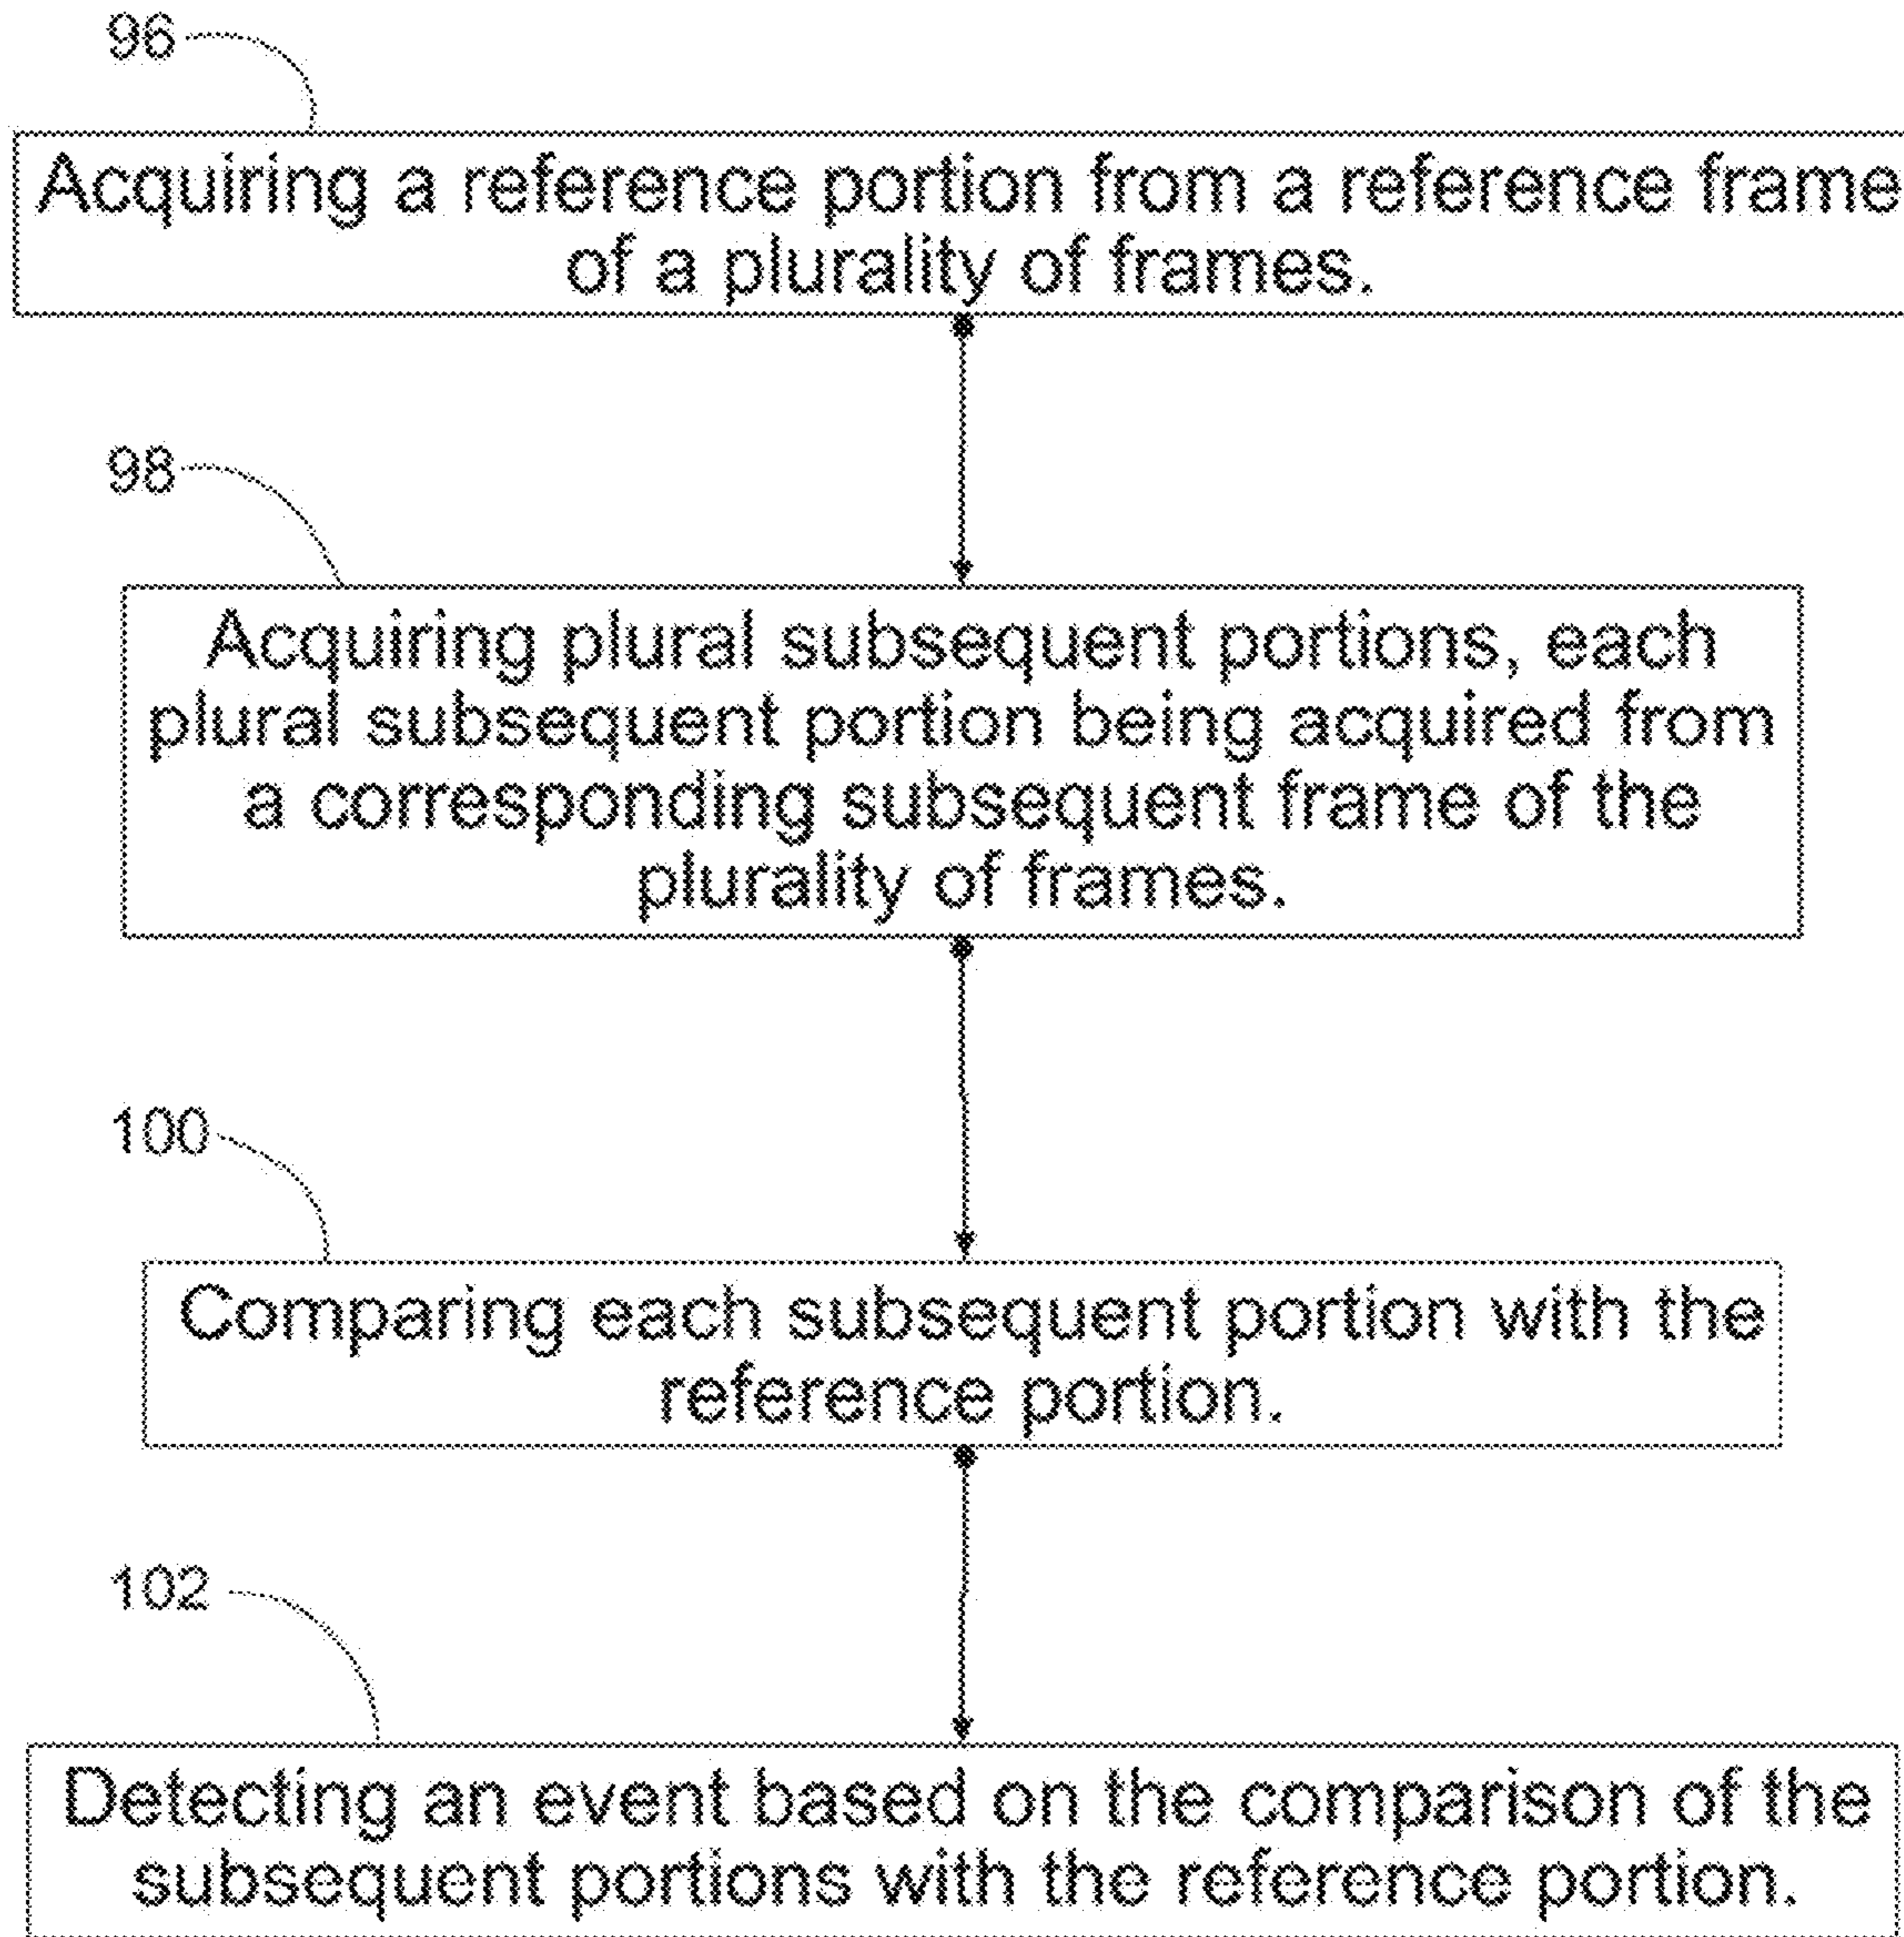 96
Acquiring a reference portion from a reference frame
of a plurality of frames.
98
Acquiring plural subsequent portions, each
plural subsequent portion being acquired from
a corresponding subsequent frame of the
plurality of frames.
100
Comparing each subsequent portion with the
reference portion.
102
Detecting an event based on the comparison of the
subsequent portions with the reference portion.